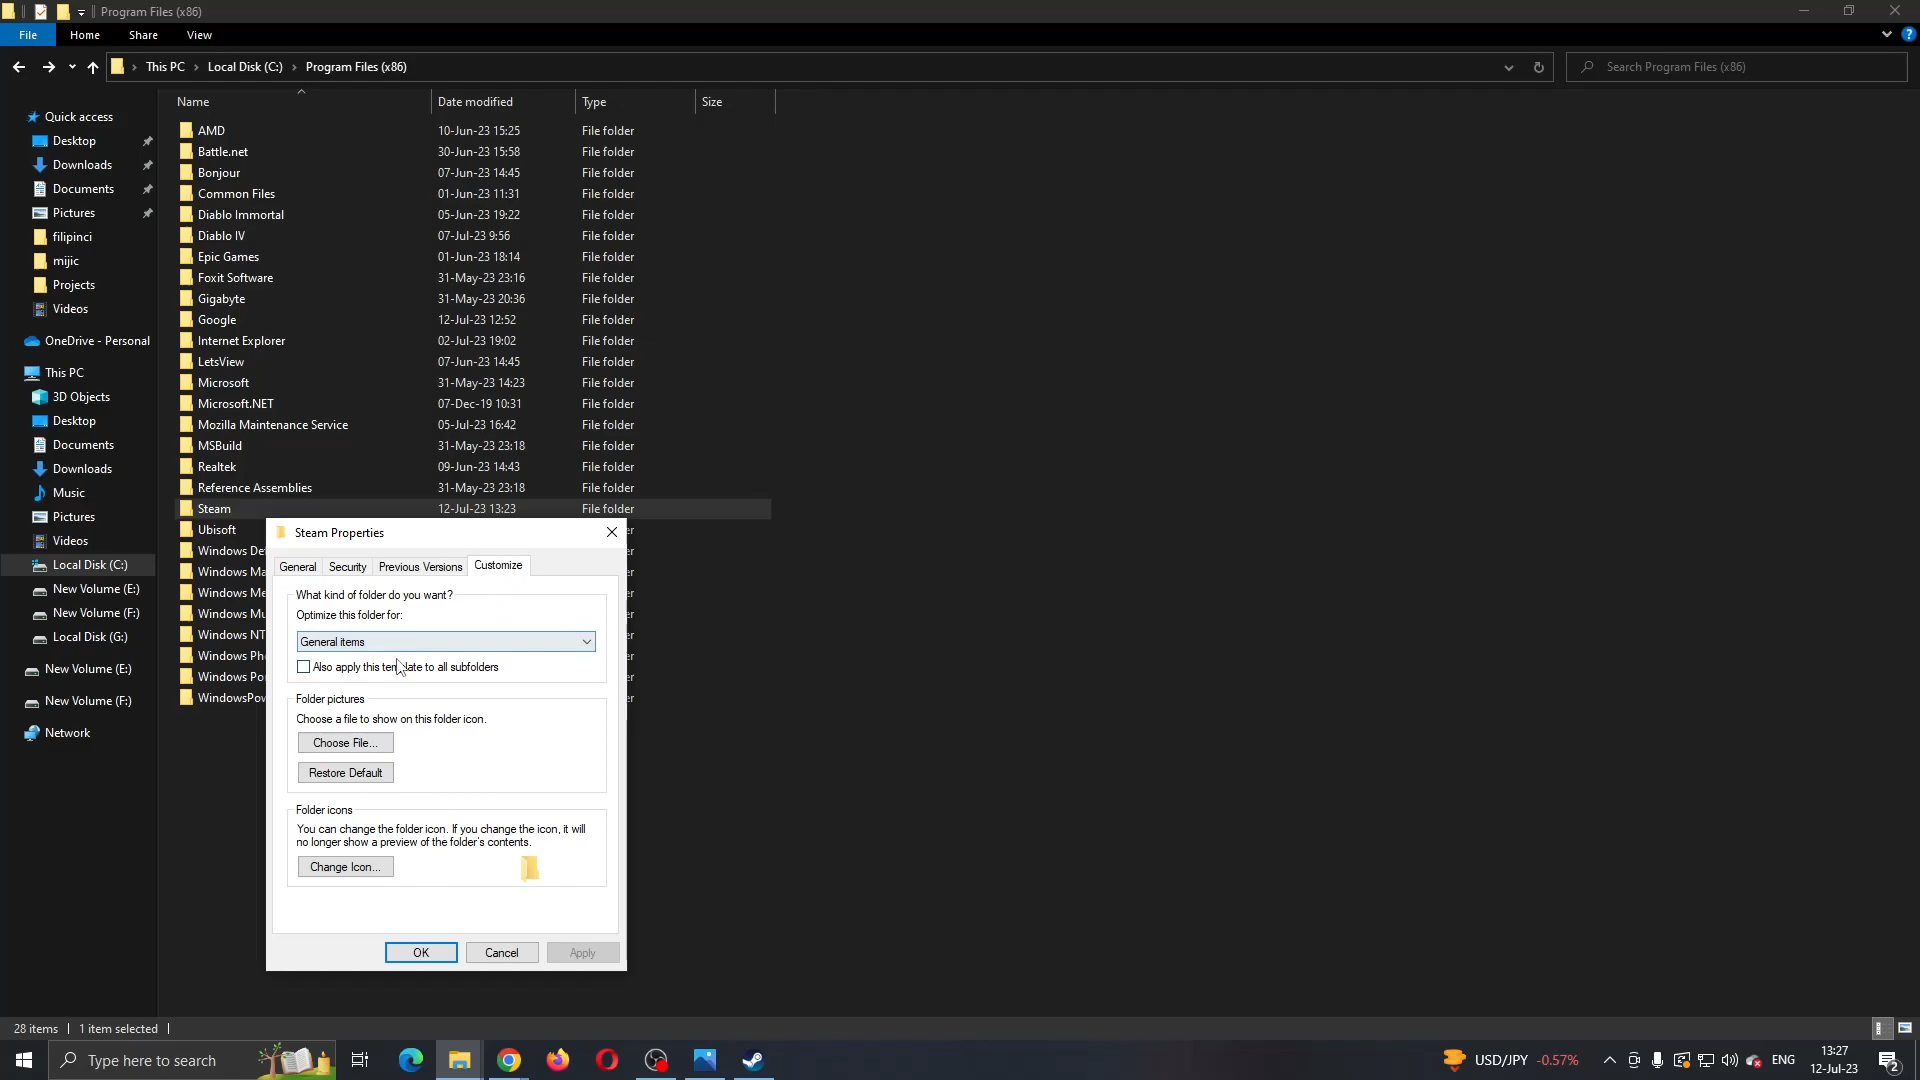 Program Files (x86)
File Home Share View
This PC > Local Disk (C:) > Program Files (x86)
Search Program Files (x86)
Name Date modified Type Size
Quick access
Desktop
Downloads
Documents
Pictures
filipinci
mijic
Projects
Videos
OneDrive - Personal
This PC
3D Objects
Desktop
Documents
Downloads
Music
Pictures
Videos
Local Disk (C:)
New Volume (E:)
New Volume (F:)
Local Disk (G:)
New Volume (E:)
New Volume (F:)
Network
AMD 10-Jun-23 15:25 File folder
Battle.net 30-Jun-23 15:58 File folder
Bonjour 07-Jun-23 14:45 File folder
Common Files 01-Jun-23 11:31 File folder
Diablo Immortal 05-Jun-23 19:22 File folder
Diablo IV 07-Jul-23 9:56 File folder
Epic Games 01-Jun-23 18:14 File folder
Foxit Software 31-May-23 23:16 File folder
Gigabyte 31-May-23 20:36 File folder
Google 12-Jul-23 12:52 File folder
Internet Explorer 02-Jul-23 19:02 File folder
LetsView 07-Jun-23 14:45 File folder
Microsoft 31-May-23 14:23 File folder
Microsoft.NET 07-Dec-19 10:31 File folder
Mozilla Maintenance Service 05-Jul-23 16:42 File folder
MSBuild 31-May-23 23:18 File folder
Realtek 09-Jun-23 14:43 File folder
Reference Assemblies 31-May-23 23:18 File folder
Steam 12-Jul-23 13:23 File folder
Ubisoft
Windows De
Windows Ma
Windows Me
Windows Mu
Windows NT
Windows Ph
Windows Po
WindowsPow
Steam Properties
General Security Previous Versions Customize
What kind of folder do you want?
Optimize this folder for:
General items
Also apply this template to all subfolders
Folder pictures
Choose a file to show on this folder icon.
Choose File...
Restore Default
Folder icons
You can change the folder icon. If you change the icon, it will
no longer show a preview of the folder's contents.
Change Icon...
OK Cancel Apply
28 items 1 item selected
Type here to search
USD/JPY -0.57%
ENG
13:27
12-Jul-23
2